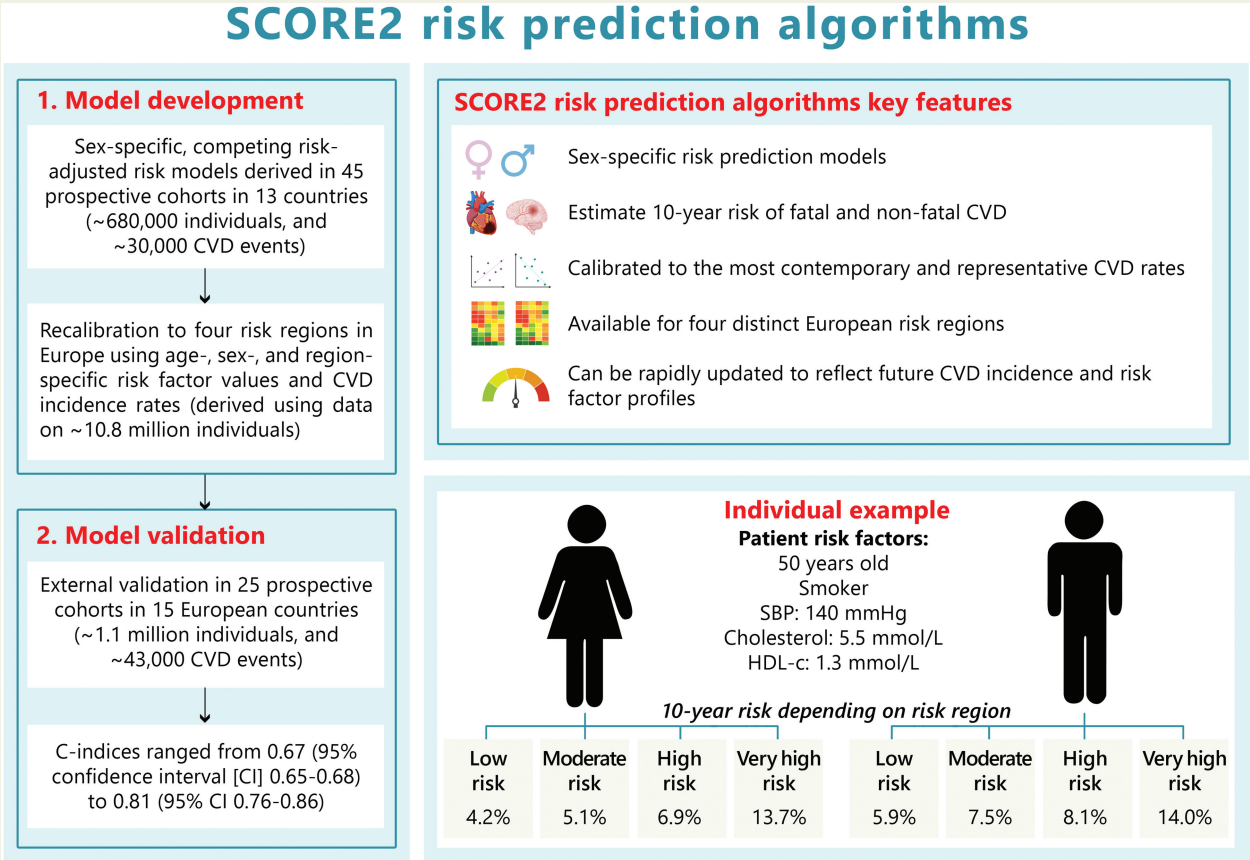 SCORE2 risk prediction algorithms
1. Model development
Sex-specific, competing risk-
adjusted risk models derived in 45
prospective cohorts in 13 countries
(~680,000 individuals, and
~30,000 CVD events)
Recalibration to four risk regions in
Europe using age-, sex-, and region-
specific risk factor values and CVD
incidence rates (derived using data
on ~10.8 million individuals)
2. Model validation
External validation in 25 prospective
cohorts in 15 European countries
(~1.1 million individuals, and
~43,000 CVD events)
C-indices ranged from 0.67 (95%
confidence interval [CI] 0.65-0.68)
to 0.81 (95% CI 0.76-0.86)
SCORE2 risk prediction algorithms key features
Sex-specific risk prediction models
Estimate 10-year risk of fatal and non-fatal CVD
Calibrated to the most contemporary and representative CVD rates
Available for four distinct European risk regions
Can be rapidly updated to reflect future CVD incidence and risk
factor profiles
Individual example
Patient risk factors:
50 years old
Smoker
SBP: 140 mmHg
Cholesterol: 5.5 mmol/L
HDL-c: 1.3 mmol/L
10-year risk depending on risk region
Low
risk
4.2%
Moderate
risk
5.1%
High
risk
6.9%
Very high
risk
13.7%
Low
risk
5.9%
Moderate
risk
7.5%
High
risk
8.1%
Very high
risk
14.0%